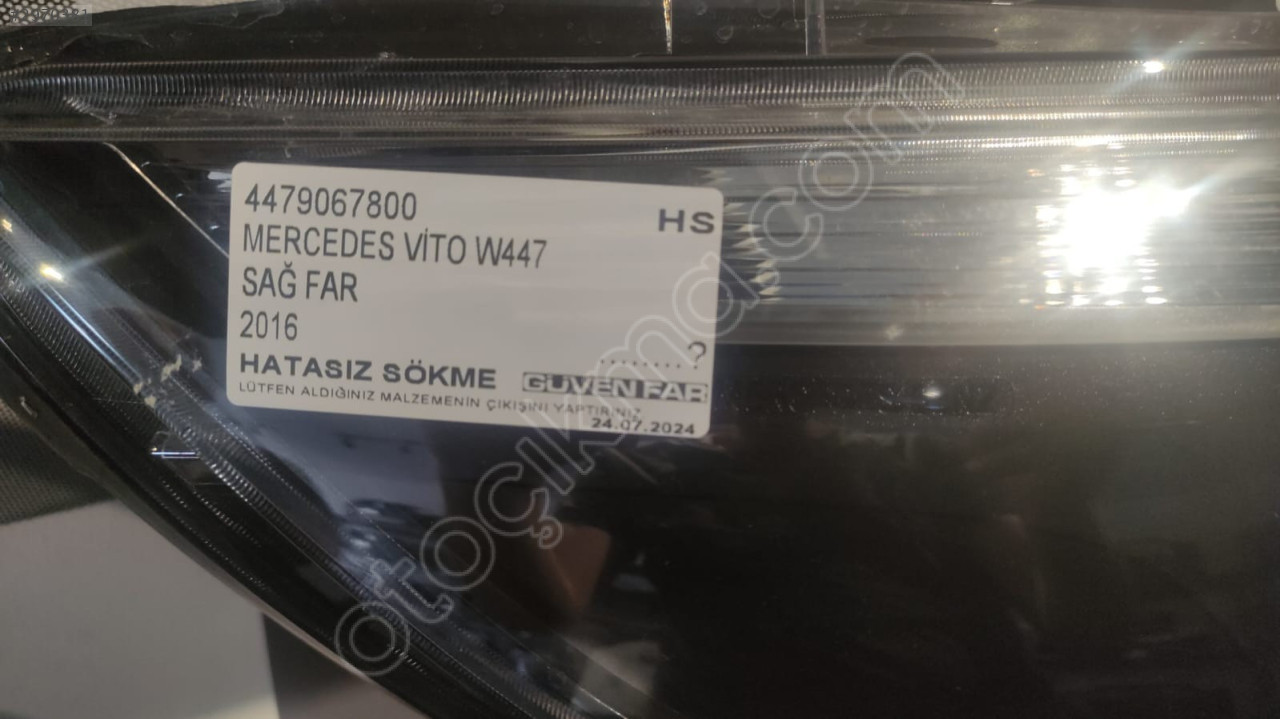 4479067800
HS
MERCEDES VİTO W447
SAĞ FAR
2016
........?
HATASIZ SÖKME
GÜVEN FAR
LÜTFEN ALDIĞINIZ MALZEMENİN ÇIKIŞINI YAPTIRINIZ
24.07.2024
otoçıkma.com